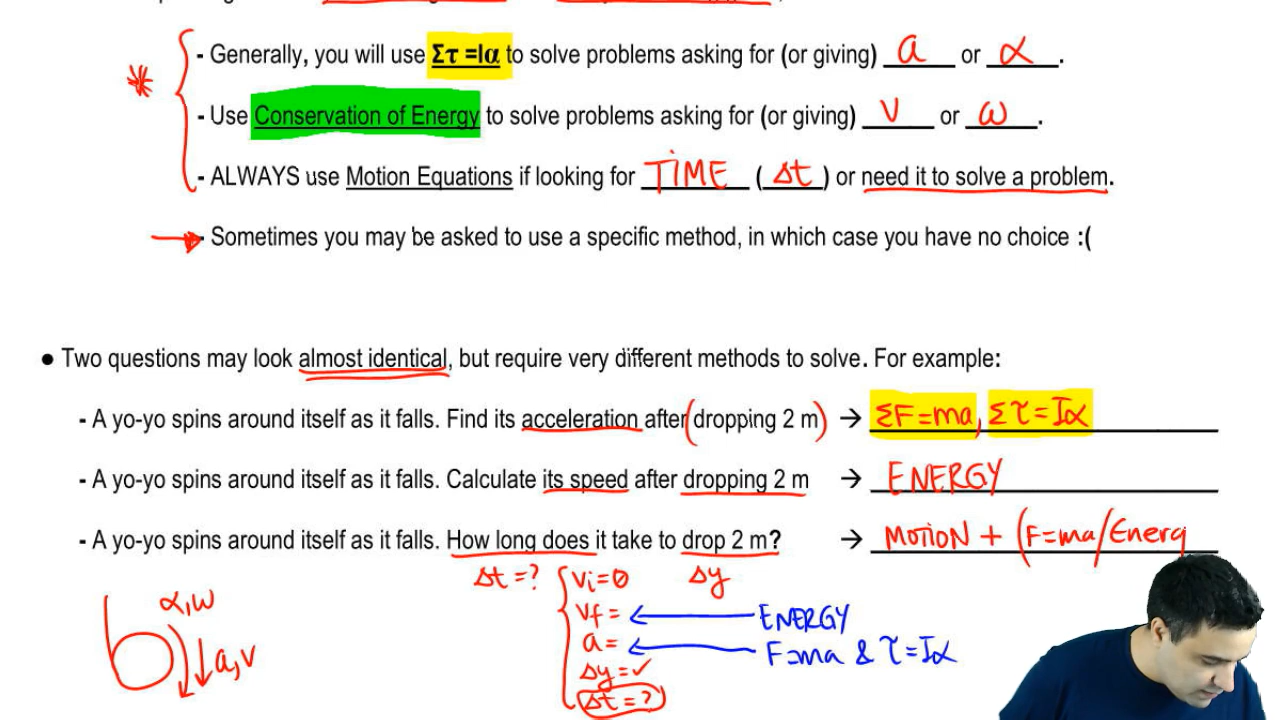 - Generally, you will use Στ =Iα to solve problems asking for (or giving) a or α.
* - Use Conservation of Energy to solve problems asking for (or giving) v or ω.
- ALWAYS use Motion Equations if looking for TIME (Δt) or need it to solve a problem.
- Sometimes you may be asked to use a specific method, in which case you have no choice :(
● Two questions may look almost identical, but require very different methods to solve. For example:
- A yo-yo spins around itself as it falls. Find its acceleration after (dropping 2 m) → ΣF=ma, Στ=Iα
- A yo-yo spins around itself as it falls. Calculate its speed after dropping 2 m → ENERGY
- A yo-yo spins around itself as it falls. How long does it take to drop 2 m? → MOTION + (F=ma/Energ
Δt=? Vi=0 Δy
α,ω Vf= ← ENERGY
a,v a= ← F=ma & τ=Iα
Δy=✓
Δt=?